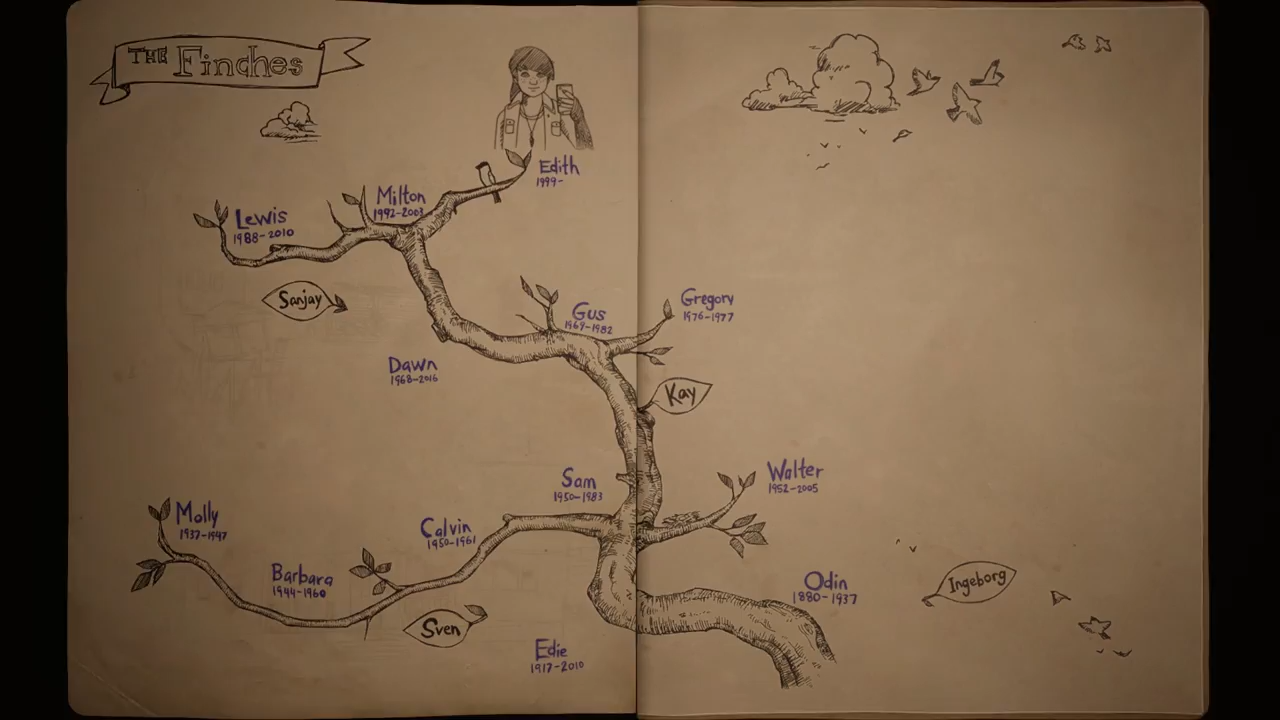 THE Finches
Edith
1999-
Milton
1992-2003
Lewis
1988-2010
Sanjay
Gus
1969-1982
Gregory
1976-1977
Dawn
1968-2016
Kay
Sam
1950-1983
Walter
1952-2005
Molly
1937-1947
Calvin
1950-1961
Barbara
1944-1960
Odin
1880-1937
Ingeborg
Sven
Edie
1917-2010